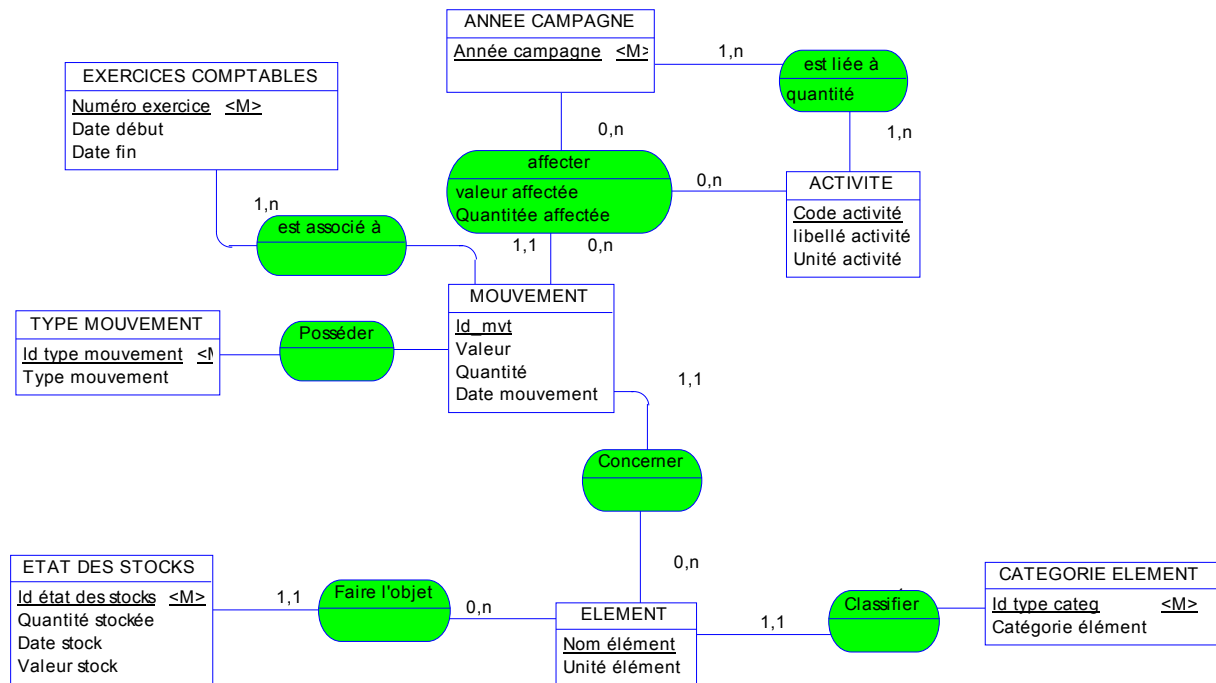 ANNEE CAMPAGNE
Année campagne <M>
1,n
est liée à
quantité
EXERCICES COMPTABLES
Numéro exercice <M>
Date début
Date fin
0,n
1,n
affecter
valeur affectée
Quantitée affectée
0,n
ACTIVITE
Code activité
libellé activité
Unité activité
1,n
est associé à
1,1
0,n
MOUVEMENT
Id_mvt
Valeur
Quantité
Date mouvement
TYPE MOUVEMENT
Id type mouvement <M
Type mouvement
Posséder
1,1
Concerner
0,n
ETAT DES STOCKS
Id état des stocks <M>
Quantité stockée
Date stock
Valeur stock
1,1
Faire l'objet
0,n
ELEMENT
Nom élément
Unité élément
1,1
Classifier
CATEGORIE ELEMENT
Id type categ <M>
Catégorie élément